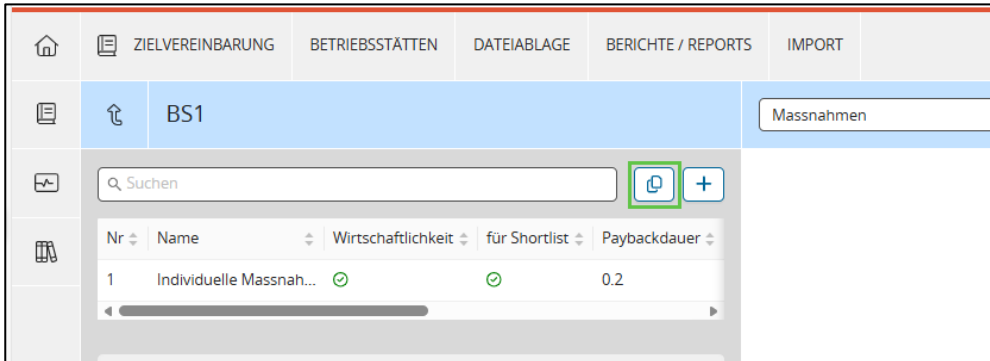 ZIELVEREINBARUNG BETRIEBSSTÄTTEN DATEIABLAGE BERICHTE / REPORTS IMPORT
BS1 Massnahmen
Suchen
Nr Name Wirtschaftlichkeit für Shortlist Paybackdauer
1 Individuelle Massnah... 0.2